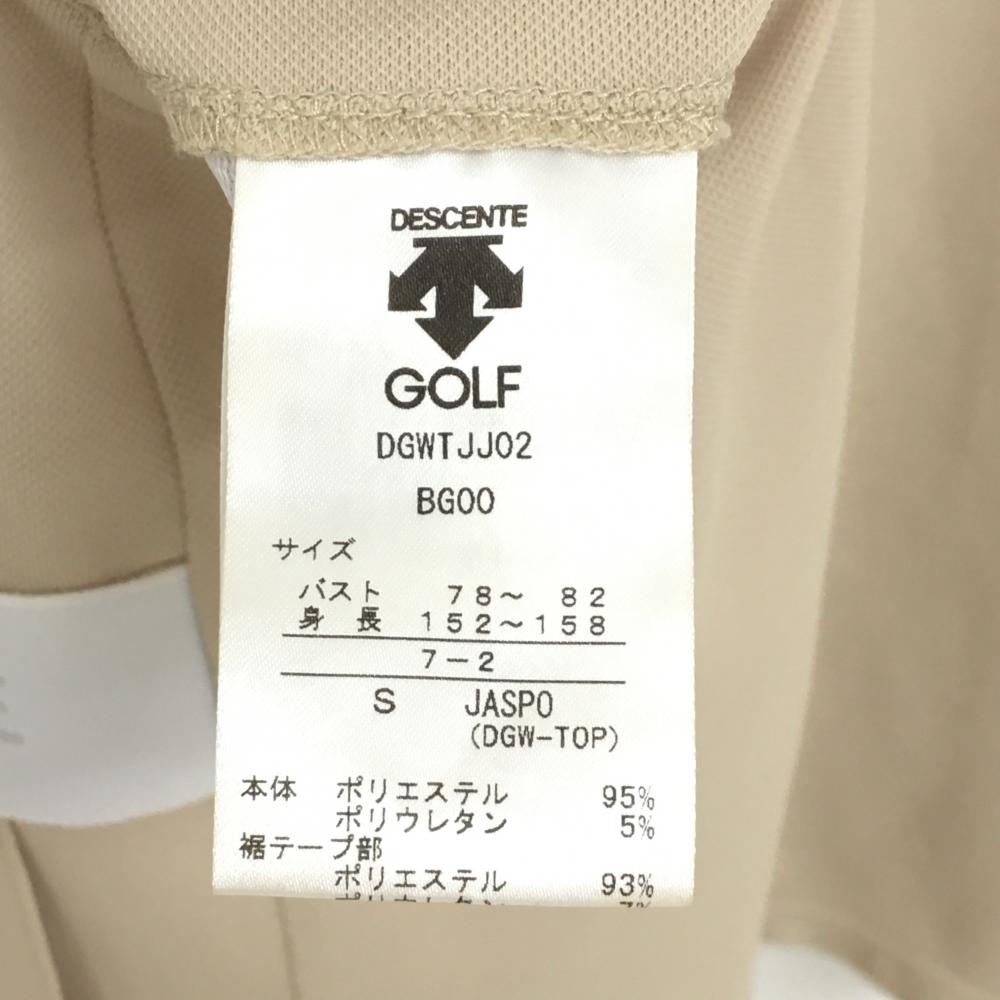 DESCENTE
GOLF
DGWTJJ02
BG00
サイズ
バスト 78～ 82
身 長 152～158
7－2
S JASPO
(DGW-TOP)
本体 ポリエステル 95%
ポリウレタン 5%
裾テープ部
ポリエステル 93%